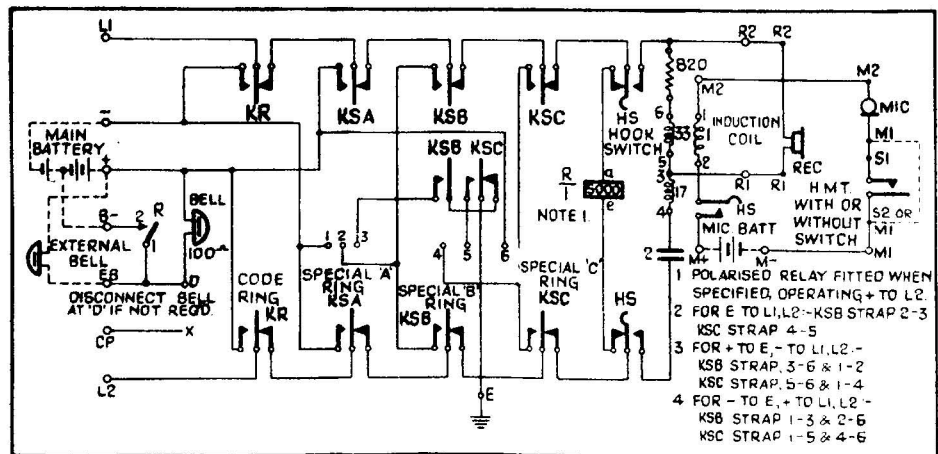 L1
R2 R2
820
M2
M2
KR KSA KSB KSC
HS
HOOK
SWITCH
MIC
6
33
1
1
INDUCTION
COIL
M1
S1
MAIN
BATTERY
-
+
KSB KSC
5
3
2
R1 R1
REC
R
1
a
e
NOTE 1.
17
4
HS
H.M.T.
WITH OR
WITHOUT
SWITCH
S2 OR
M1
B-
2
R
1
BELL
100Ω
1 2 3
4 5 6
MIC. BATT
2
M+
M-
M1
EXTERNAL
BELL
EB
D
DISCONNECT BELL
AT 'D' IF NOT REQD.
CODE
RING
KR
SPECIAL 'A'
RING
KSA
SPECIAL 'B'
RING
KSB
SPECIAL 'C'
RING
KSC
HS
CP
X
L2
E
1 POLARISED RELAY FITTED WHEN
SPECIFIED, OPERATING + TO L2.
2 FOR E TO L1, L2:-KSB STRAP 2-3
KSC STRAP 4-5
3 FOR + TO E, - TO L1, L2:-
KSB STRAP, 3-6 & 1-2
KSC STRAP, 5-6 & 1-4
4 FOR - TO E, + TO L1, L2:-
KSB STRAP 1-3 & 2-6
KSC STRAP 1-5 & 4-6